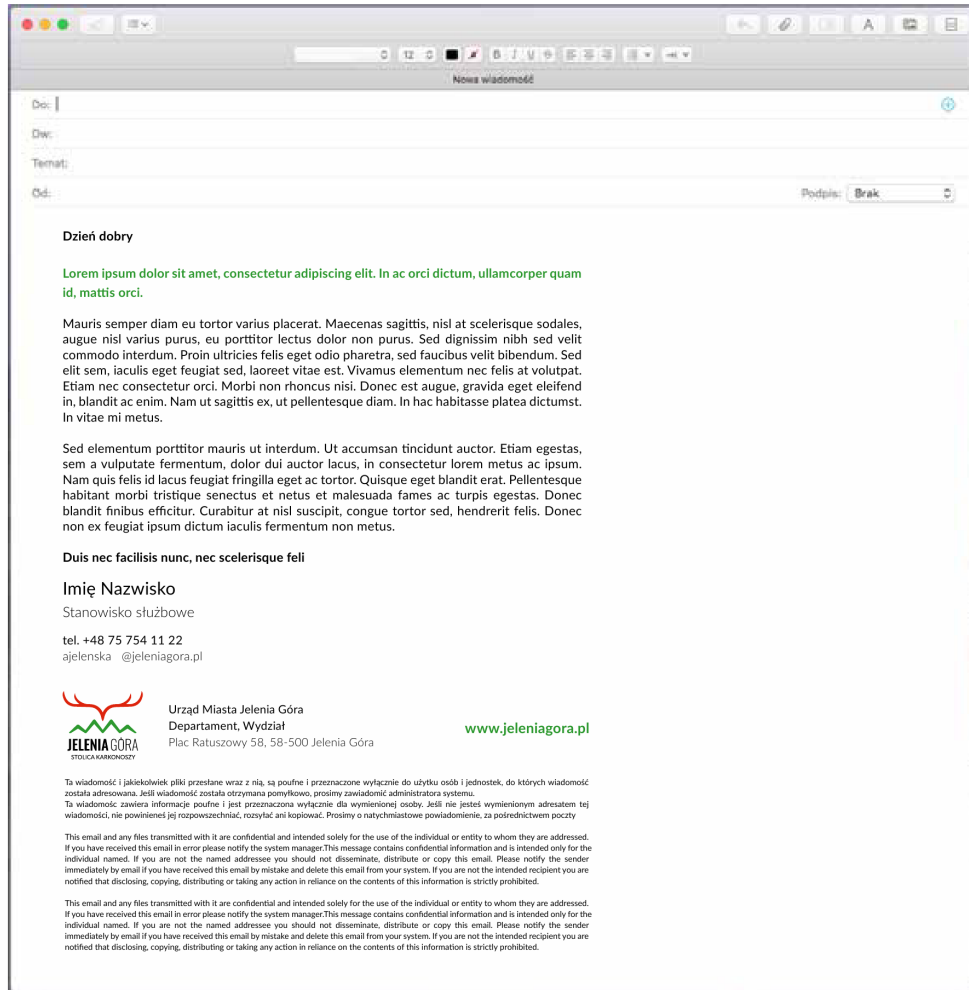 12
B I U S
A
Nowa wiadomość
Do:
Dw:
Temat:
Od:
Podpis: Brak
Dzień dobry
Lorem ipsum dolor sit amet, consectetur adipiscing elit. In ac orci dictum, ullamcorper quam
id, mattis orci.
Mauris semper diam eu tortor varius placerat. Maecenas sagittis, nisl at scelerisque sodales,
augue nisl varius purus, eu porttitor lectus dolor non purus. Sed dignissim nibh sed velit
commodo interdum. Proin ultricies felis eget odio pharetra, sed faucibus velit bibendum. Sed
elit sem, iaculis eget feugiat sed, laoreet vitae est. Vivamus elementum nec felis at volutpat.
Etiam nec consectetur orci. Morbi non rhoncus nisi. Donec est augue, gravida eget eleifend
in, blandit ac enim. Nam ut sagittis ex, ut pellentesque diam. In hac habitasse platea dictumst.
In vitae mi metus.
Sed elementum porttitor mauris ut interdum. Ut accumsan tincidunt auctor. Etiam egestas,
sem a vulputate fermentum, dolor dui auctor lacus, in consectetur lorem metus ac ipsum.
Nam quis felis id lacus feugiat fringilla eget ac tortor. Quisque eget blandit erat. Pellentesque
habitant morbi tristique senectus et netus et malesuada fames ac turpis egestas. Donec
blandit finibus efficitur. Curabitur at nisl suscipit, congue tortor sed, hendrerit felis. Donec
non ex feugiat ipsum dictum iaculis fermentum non metus.
Duis nec facilisis nunc, nec scelerisque feli
Imię Nazwisko
Stanowisko służbowe
tel. +48 75 754 11 22
ajelenska @jeleniagora.pl
JELENIA GÓRA
STOLICA KARKONOSZY
Urząd Miasta Jelenia Góra
Departament, Wydział
Plac Ratuszowy 58, 58-500 Jelenia Góra
www.jeleniagora.pl
Ta wiadomość i jakiekolwiek pliki przesłane wraz z nią, są poufne i przeznaczone wyłącznie do użytku osób i jednostek, do których wiadomość
została adresowana. Jeśli wiadomość została otrzymana pomyłkowo, prosimy zawiadomić administratora systemu.
Ta wiadomośc zawiera informacje poufne i jest przeznaczona wyłącznie dla wymienionej osoby. Jeśli nie jesteś wymienionym adresatem tej
wiadomości, nie powinieneś jej rozpowszechniać, rozsyłać ani kopiować. Prosimy o natychmiastowe powiadomienie, za pośrednictwem poczty
This email and any files transmitted with it are confidential and intended solely for the use of the individual or entity to whom they are addressed.
If you have received this email in error please notify the system manager.This message contains confidential information and is intended only for the
individual named. If you are not the named addressee you should not disseminate, distribute or copy this email. Please notify the sender
immediately by email if you have received this email by mistake and delete this email from your system. If you are not the intended recipient you are
notified that disclosing, copying, distributing or taking any action in reliance on the contents of this information is strictly prohibited.
This email and any files transmitted with it are confidential and intended solely for the use of the individual or entity to whom they are addressed.
If you have received this email in error please notify the system manager.This message contains confidential information and is intended only for the
individual named. If you are not the named addressee you should not disseminate, distribute or copy this email. Please notify the sender
immediately by email if you have received this email by mistake and delete this email from your system. If you are not the intended recipient you are
notified that disclosing, copying, distributing or taking any action in reliance on the contents of this information is strictly prohibited.